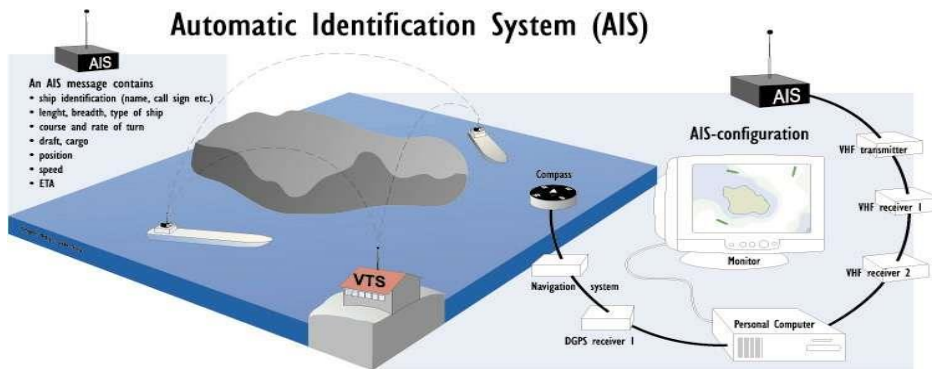 Automatic Identification System (AIS)
AIS
An AIS message contains
• ship identification (name, call sign etc.)
• lenght, breadth, type of ship
• course and rate of turn
• draft, cargo
• position
• speed
• ETA
VTS
AIS
AIS-configuration
VHF transmitter
Compass
VHF receiver 1
Monitor
VHF receiver 2
Navigation system
DGPS receiver 1
Personal Computer